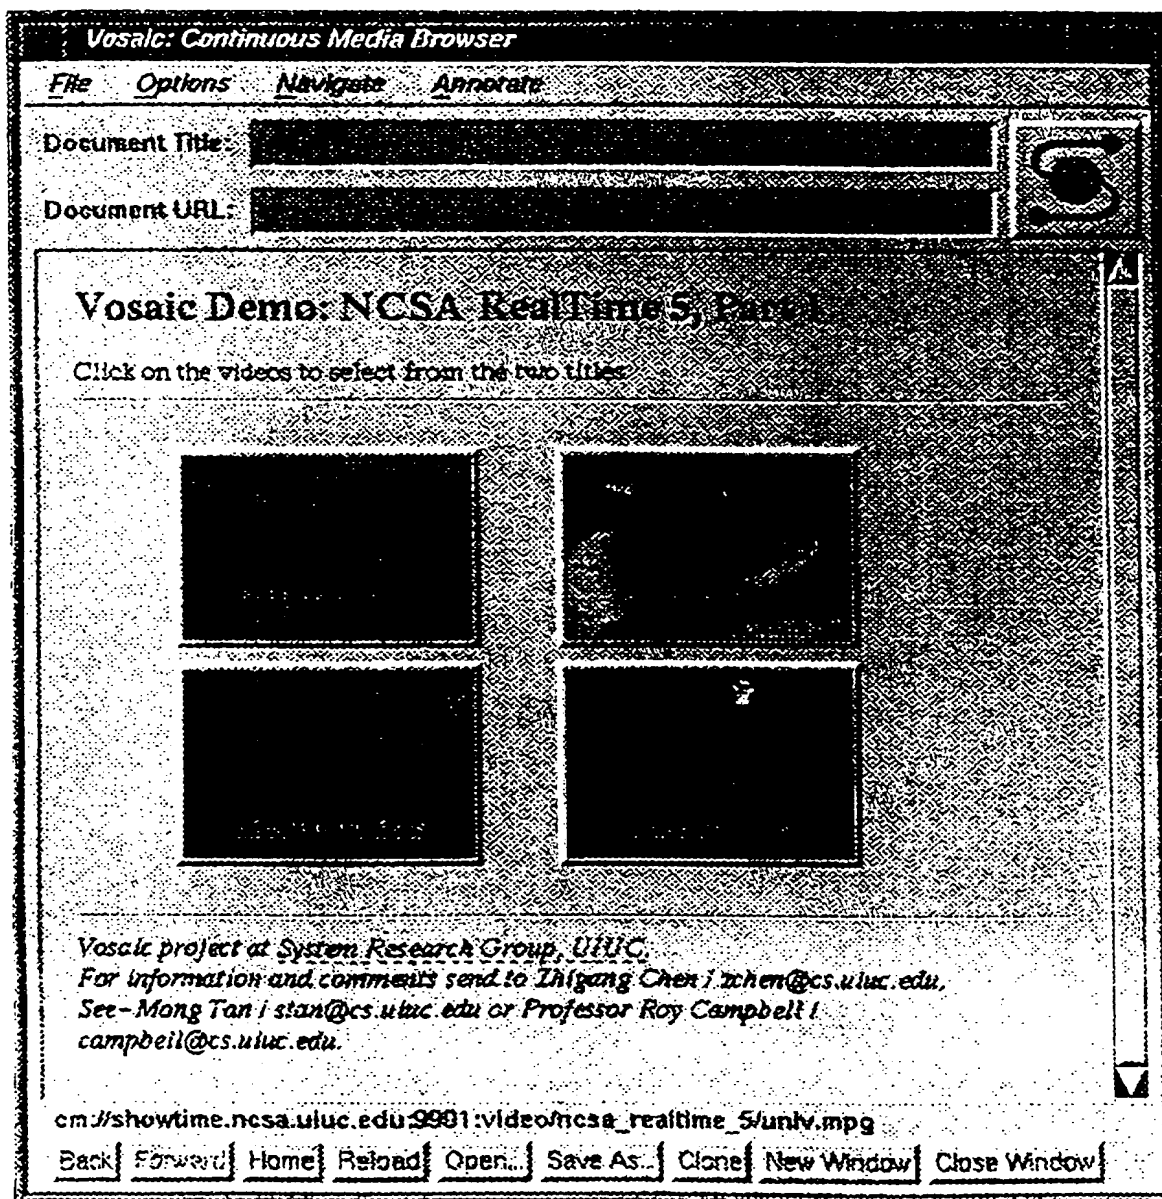 Vosaic: Continuous Media Browser
File Options Navigate Annotate
Document Title:
Document URL:
Vosaic Demo: NCSA RealTime 5, Part 1
Click on the videos to select from the two titles
Vosaic project at System Research Group, UIUC.
For information and comments send to Zhigang Chen / zchen@cs.uiuc.edu,
See-Mong Tan / stan@cs.uiuc.edu or Professor Roy Campbell /
campbell@cs.uiuc.edu.
cm://showtime.ncsa.uiuc.edu:9901:video/ncsa_realtime_5/univ.mpg
Back Forward Home Reload Open... Save As... Clone New Window Close Window